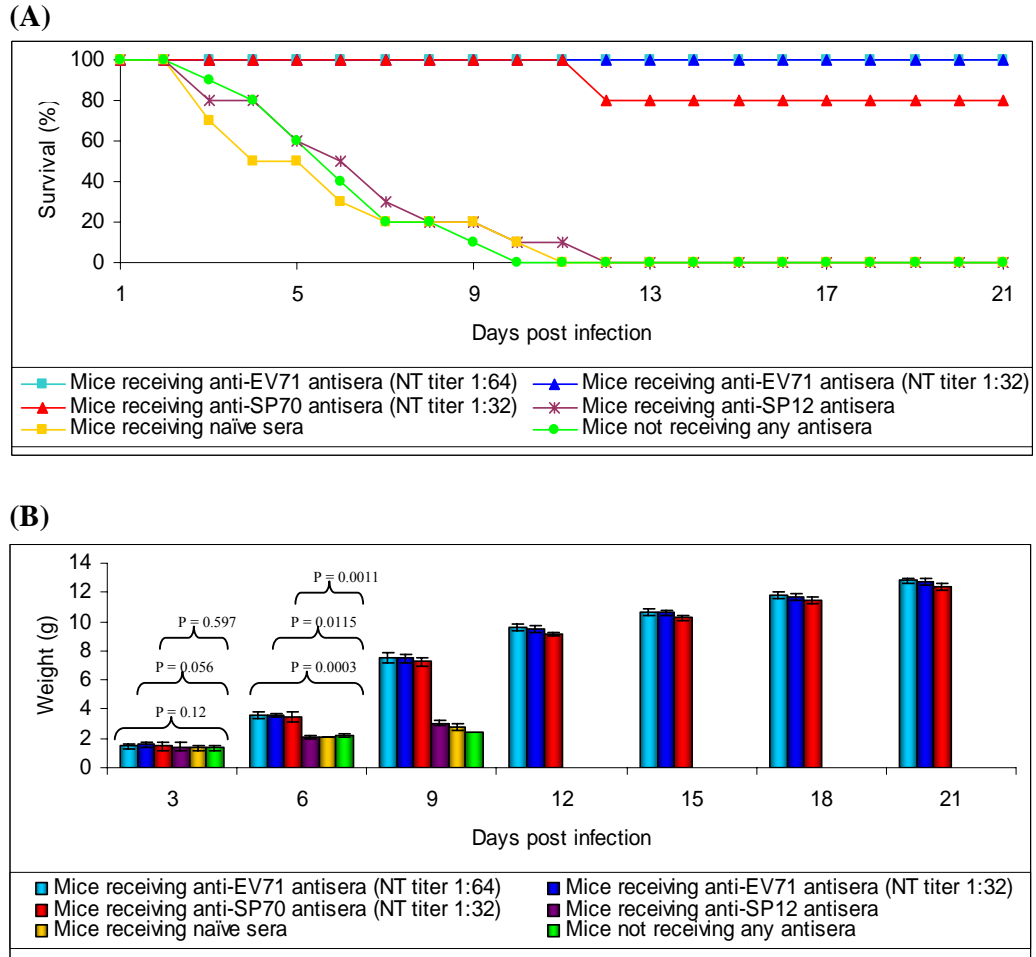 (A)
100
80
60
40
20
0
Survival (%)
1 5 9 13 17 21
Days post infection
Mice receiving anti-EV71 antisera (NT titer 1:64) Mice receiving anti-EV71 antisera (NT titer 1:32)
Mice receiving anti-SP70 antisera (NT titer 1:32) Mice receiving anti-SP12 antisera
Mice receiving naïve sera Mice not receiving any antisera
(B)
14
12
10
8
6
4
2
0
Weight (g)
P = 0.0011
P = 0.597
P = 0.0115
P = 0.056
P = 0.0003
P = 0.12
3 6 9 12 15 18 21
Days post infection
Mice receiving anti-EV71 antisera (NT titer 1:64) Mice receiving anti-EV71 antisera (NT titer 1:32)
Mice receiving anti-SP70 antisera (NT titer 1:32) Mice receiving anti-SP12 antisera
Mice receiving naïve sera Mice not receiving any antisera